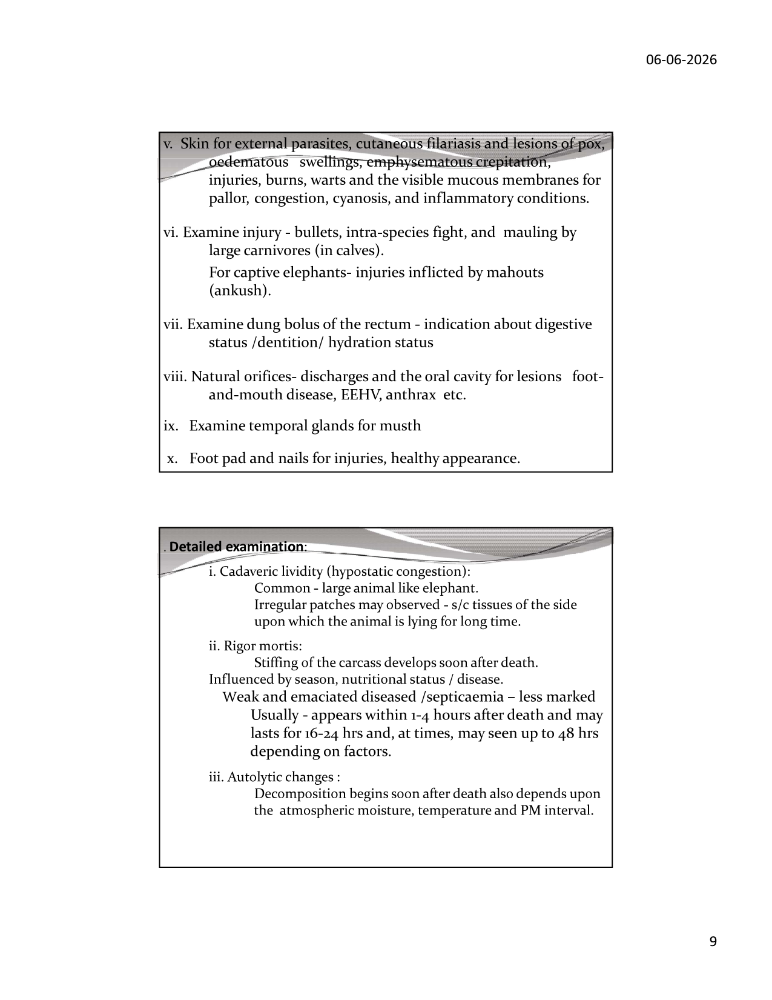 06-06-2026
v. Skin for external parasites, cutaneous filariasis and lesions of pox,
oedematous swellings, emphysematous crepitation,
injuries, burns, warts and the visible mucous membranes for
pallor, congestion, cyanosis, and inflammatory conditions.
vi. Examine injury - bullets, intra-species fight, and mauling by
large carnivores (in calves).
For captive elephants- injuries inflicted by mahouts
(ankush).
vii. Examine dung bolus of the rectum - indication about digestive
status /dentition/ hydration status
viii. Natural orifices- discharges and the oral cavity for lesions foot-
and-mouth disease, EEHV, anthrax etc.
ix. Examine temporal glands for musth
x. Foot pad and nails for injuries, healthy appearance.
. Detailed examination:
i. Cadaveric lividity (hypostatic congestion):
Common - large animal like elephant.
Irregular patches may observed - s/c tissues of the side
upon which the animal is lying for long time.
ii. Rigor mortis:
Stiffing of the carcass develops soon after death.
Influenced by season, nutritional status / disease.
Weak and emaciated diseased /septicaemia – less marked
Usually - appears within 1-4 hours after death and may
lasts for 16-24 hrs and, at times, may seen up to 48 hrs
depending on factors.
iii. Autolytic changes :
Decomposition begins soon after death also depends upon
the atmospheric moisture, temperature and PM interval.
9